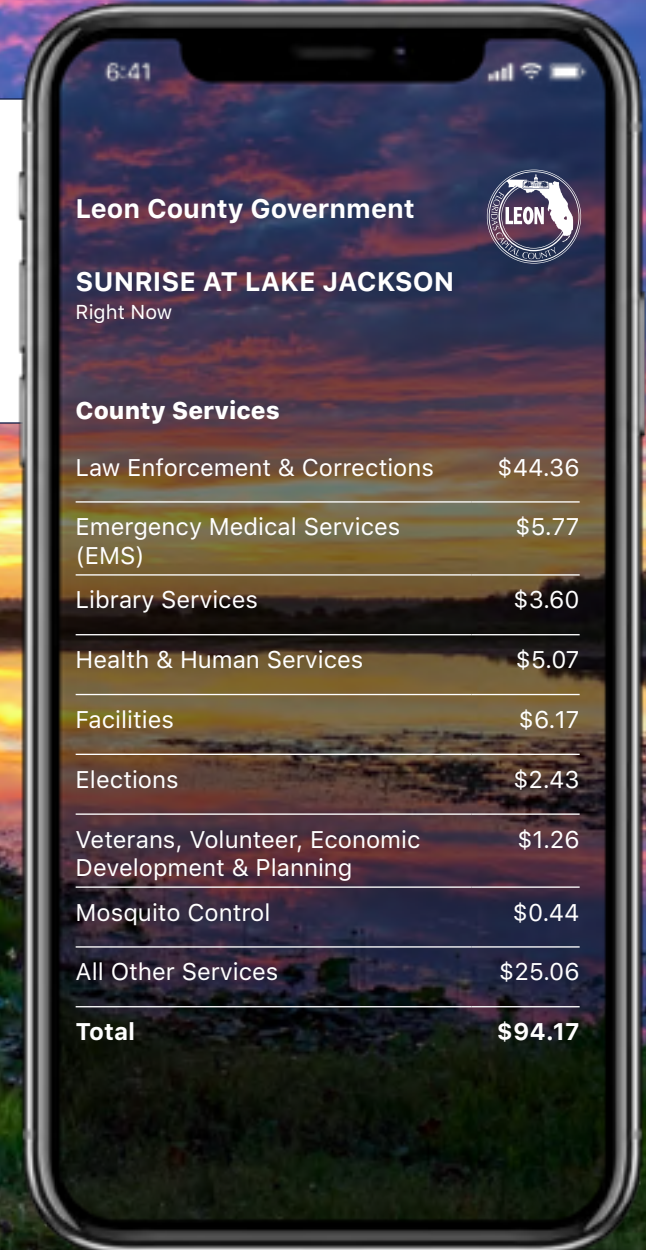 6:41
Leon County Government
LEON
FLORIDA'S CAPITAL COUNTY
SUNRISE AT LAKE JACKSON
Right Now
County Services
Law Enforcement & Corrections $44.36
Emergency Medical Services $5.77
(EMS)
Library Services $3.60
Health & Human Services $5.07
Facilities $6.17
Elections $2.43
Veterans, Volunteer, Economic $1.26
Development & Planning
Mosquito Control $0.44
All Other Services $25.06
Total $94.17